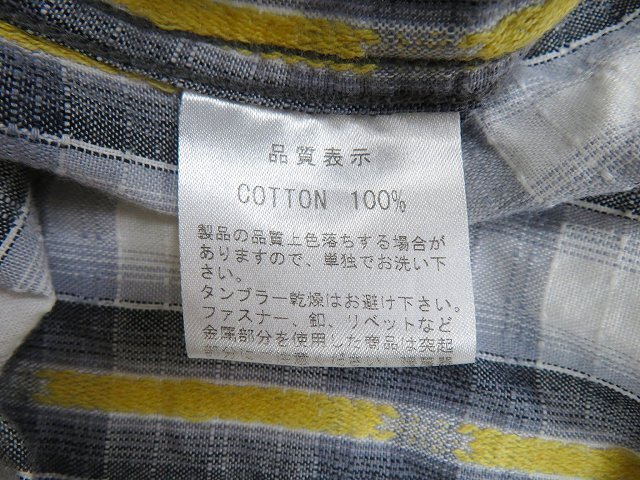 品質表示
COTTON 100%
製品の品質上色落ちする場合が
ありますので、単独でお洗い下
さい。
タンブラー乾燥はお避け下さい。
ファスナー、釦、リベットなど
金属部分を使用した商品は突起